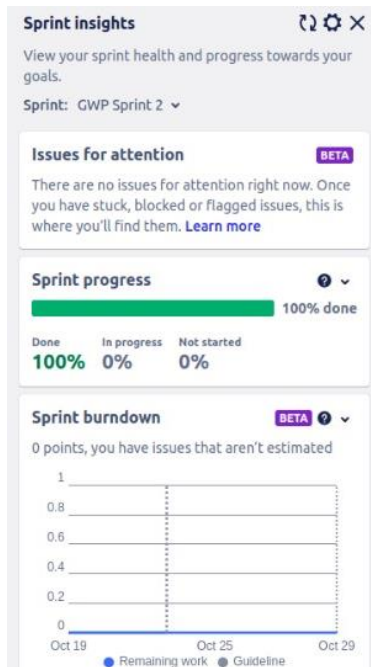 Sprint insights
View your sprint health and progress towards your
goals.
Sprint: GWP Sprint 2
Issues for attention BETA
There are no issues for attention right now. Once
you have stuck, blocked or flagged issues, this is
where you'll find them. Learn more
Sprint progress ?
100% done
Done In progress Not started
100% 0% 0%
Sprint burndown BETA ?
0 points, you have issues that aren't estimated
1
0.8
0.6
0.4
0.2
0
Oct 19 Oct 25 Oct 29
Remaining work Guideline